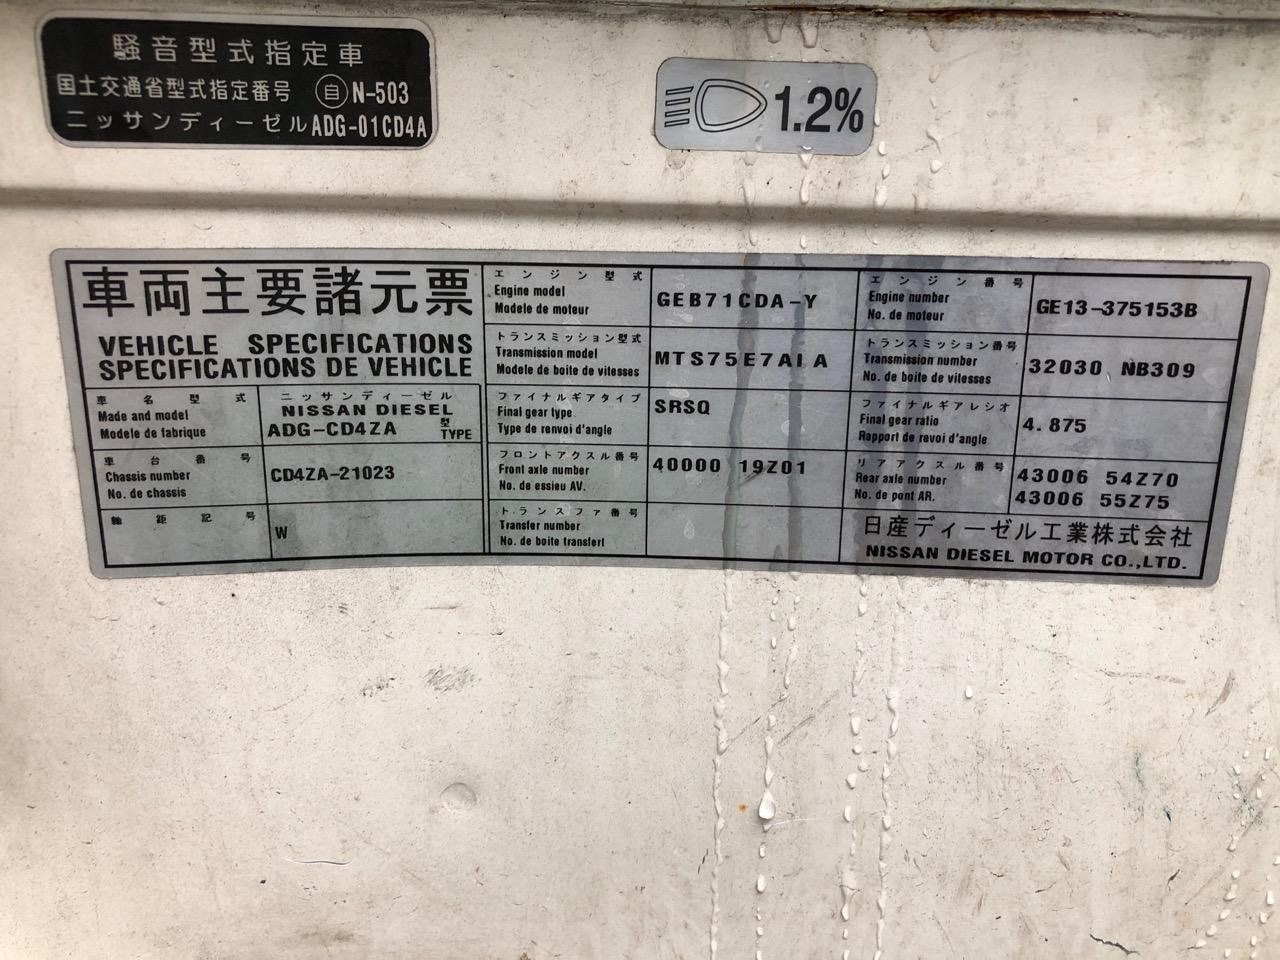 騒音型式指定車
国土交通省型式指定番号 自 N-503
ニッサンディーゼル ADG-01CD4A
1.2%
車両主要諸元票
VEHICLE SPECIFICATIONS
SPECIFICATIONS DE VEHICLE
車名型式
Made and model
Modele de fabrique
ニッサンディーゼル
NISSAN DIESEL
ADG-CD4ZA 型 TYPE
車台番号
Chassis number
No. de chassis
CD4ZA-21023
軸距記号
W
エンジン型式
Engine model
Modele de moteur
GEB71CDA-Y
トランスミッション型式
Transmission model
Modele de boite de vitesses
MTS75E7AIA
ファイナルギアタイプ
Final gear type
Type de renvoi d'angle
SRSQ
フロントアクスル番号
Front axle number
No. de essieu AV.
40000 19Z01
トランスファ番号
Transfer number
No. de boite transferl
エンジン番号
Engine number
No. de moteur
GE13-375153B
トランスミッション番号
Transmission number
No. de boite de vitesses
32030 NB309
ファイナルギアレシオ
Final gear ratio
Rapport de revoi d'angle
4.875
リアアクスル番号
Rear axle number
No. de pont AR.
43006 54Z70
43006 55Z75
日産ディーゼル工業株式会社
NISSAN DIESEL MOTOR CO.,LTD.